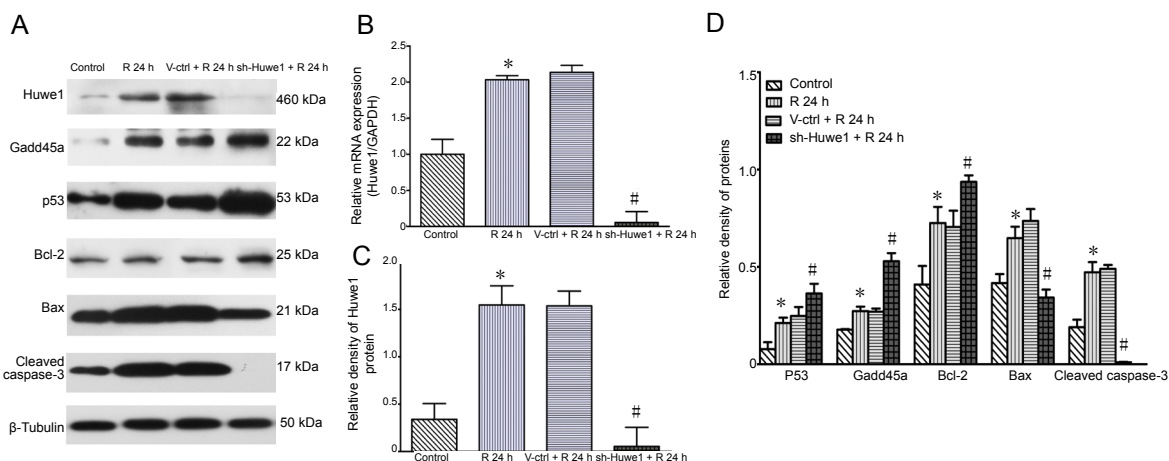 A
Control R 24 h V-ctrl + R 24 h sh-Huwe1 + R 24 h
Huwe1 460 kDa
Gadd45a 22 kDa
p53 53 kDa
Bcl-2 25 kDa
Bax 21 kDa
Cleaved
caspase-3 17 kDa
β-Tubulin 50 kDa
B
Relative mRNA expression
(Huwe1/GAPDH)
2.5
2.0
1.5
1.0
0.5
0
*
#
Control R 24 h V-ctrl + R 24 h sh-Huwe1 + R 24 h
C
Relative density of Huwe1
protein
2.0
1.5
1.0
0.5
0
*
#
Control R 24 h V-ctrl + R 24 h sh-Huwe1 + R 24 h
D
Relative density of proteins
1.5
1.0
0.5
0
Control
R 24 h
V-ctrl + R 24 h
sh-Huwe1 + R 24 h
* # * # * # * # * #
P53 Gadd45a Bcl-2 Bax Cleaved caspase-3